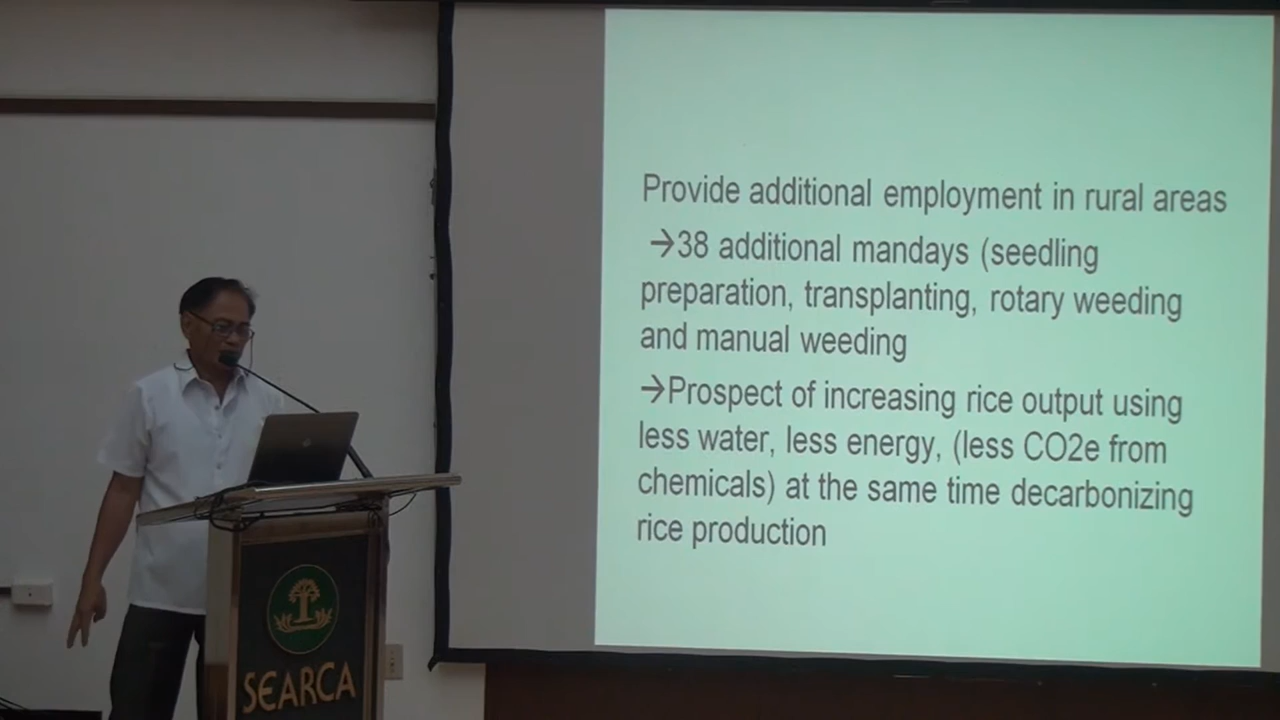 Provide additional employment in rural areas
→38 additional mandays (seedling
preparation, transplanting, rotary weeding
and manual weeding
→Prospect of increasing rice output using
less water, less energy, (less CO2e from
chemicals) at the same time decarbonizing
rice production
SEARCA